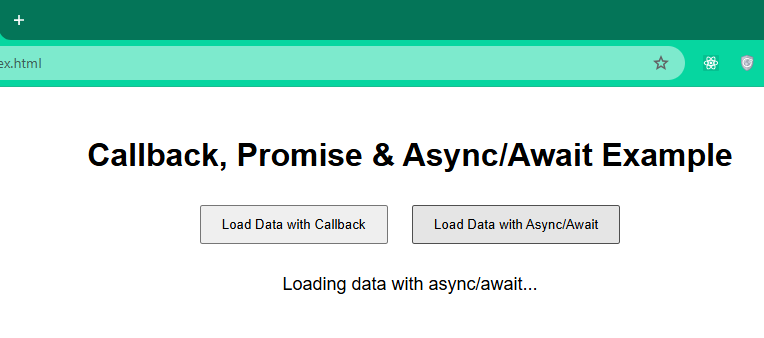 ex.html
Callback, Promise & Async/Await Example
Load Data with Callback
Load Data with Async/Await
Loading data with async/await...